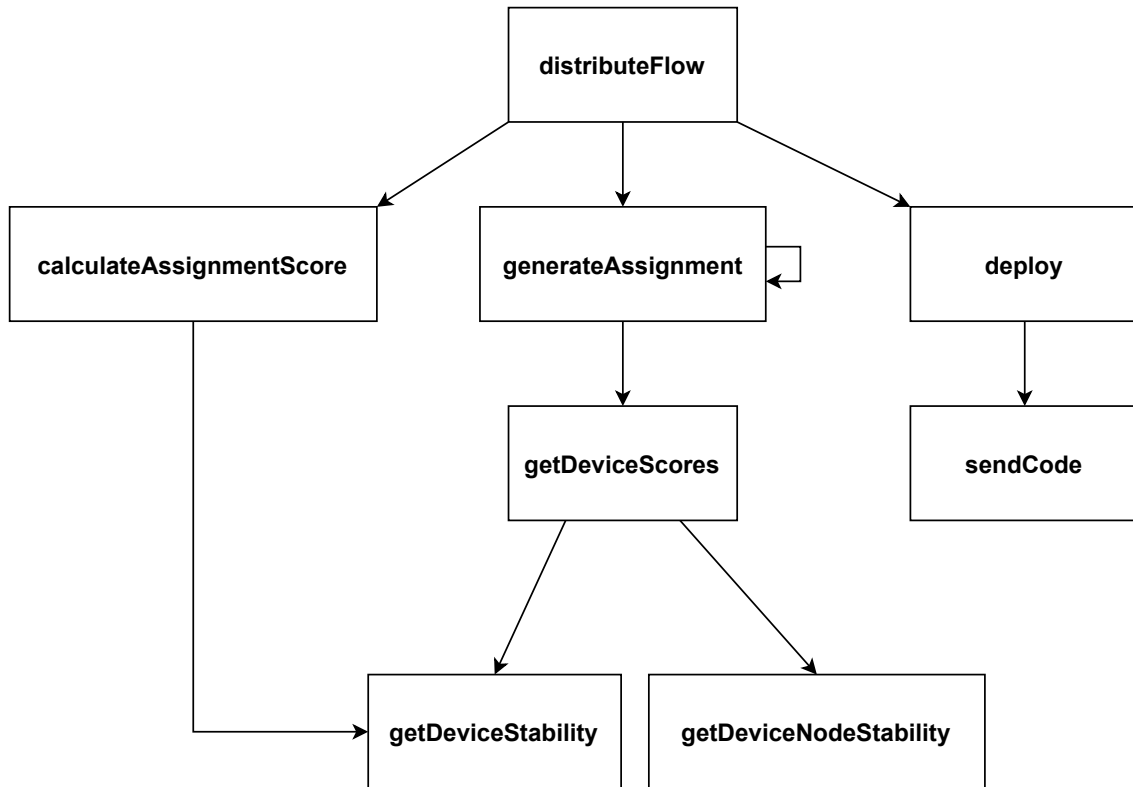 distributeFlow
calculateAssignmentScore
generateAssignment
deploy
getDeviceScores
sendCode
getDeviceStability
getDeviceNodeStability